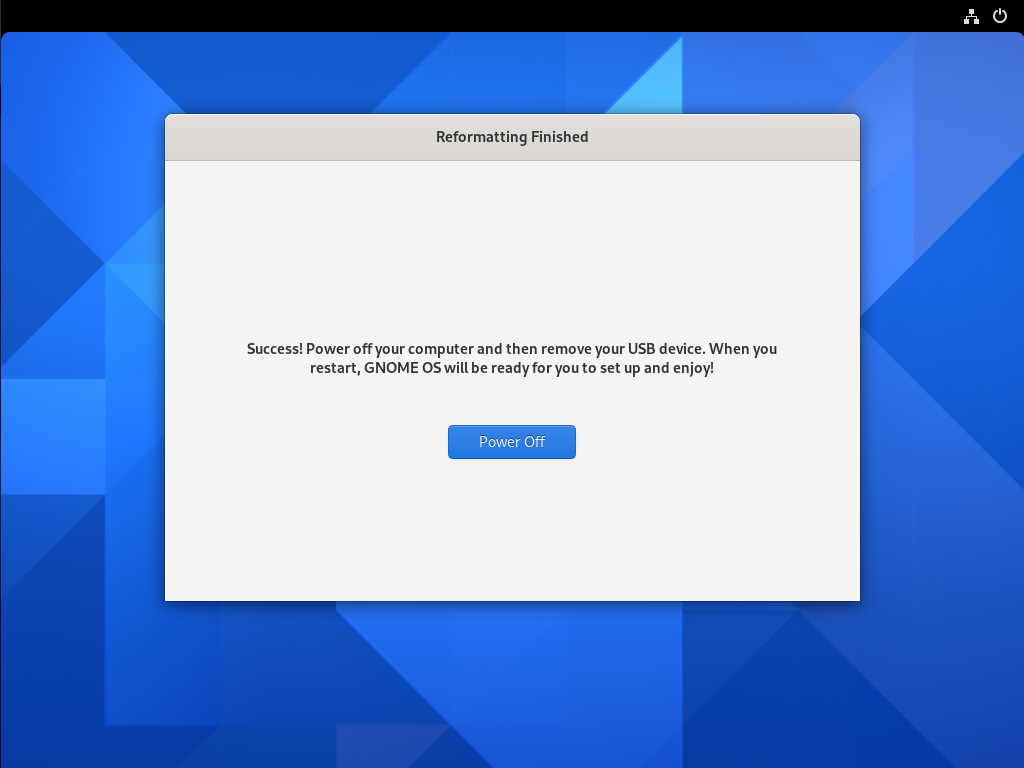 Reformatting Finished
Success! Power off your computer and then remove your USB device. When you
restart, GNOME OS will be ready for you to set up and enjoy!
Power Off